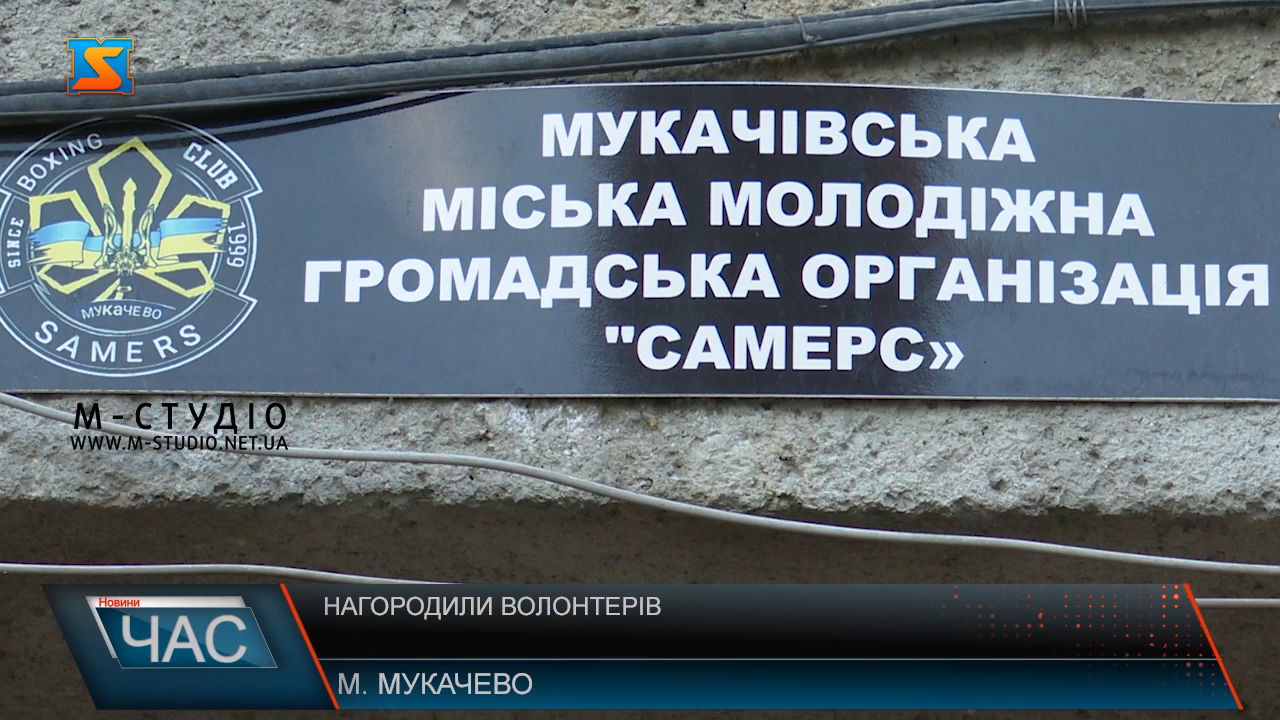 МУКАЧІВСЬКА
МІСЬКА МОЛОДІЖНА
ГРОМАДСЬКА ОРГАНІЗАЦІЯ
"САМЕРС»
BOXING CLUB
SINCE 1999
МУКАЧЕВО
SAMERS
М-СТУДІО
WWW.M-STUDIO.NET.UA
Новини
ЧАС
НАГОРОДИЛИ ВОЛОНТЕРІВ
М. МУКАЧЕВО